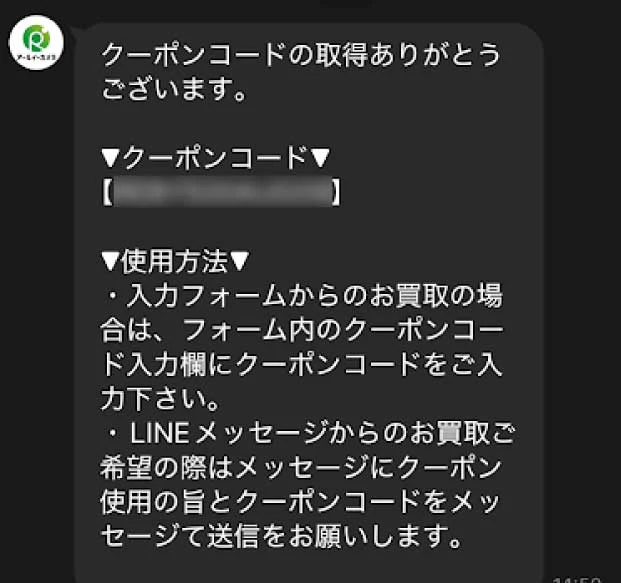 アールイーカメラ
クーポンコードの取得ありがとう
ございます。
▼クーポンコード▼
【 】
▼使用方法▼
・入力フォームからのお買取の場
合は、フォーム内のクーポンコー
ド入力欄にクーポンコードをご入
力下さい。
・LINEメッセージからのお買取ご
希望の際はメッセージにクーポン
使用の旨とクーポンコードをメッ
セージて送信をお願いします。